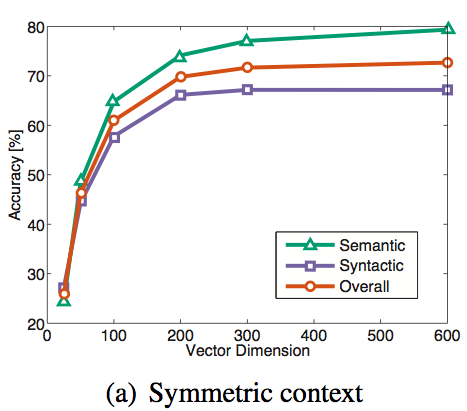 80
70
60
50
40
30
20
Accuracy [%]
Semantic
Syntactic
Overall
0 100 200 300 400 500 600
Vector Dimension
(a) Symmetric context